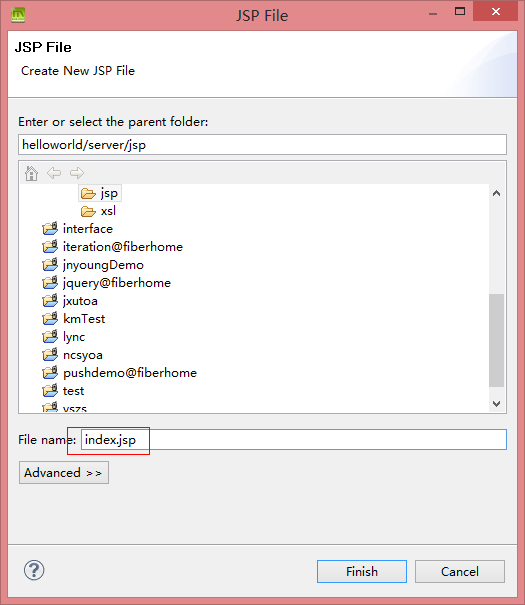 JSP File
JSP File
Create New JSP File
Enter or select the parent folder:
helloworld/server/jsp
jsp
xsl
interface
iteration@fiberhome
jnyoungDemo
jquery@fiberhome
jxutoa
kmTest
lync
ncsyoa
pushdemo@fiberhome
test
File name: index.jsp
Advanced >>
?
Finish Cancel